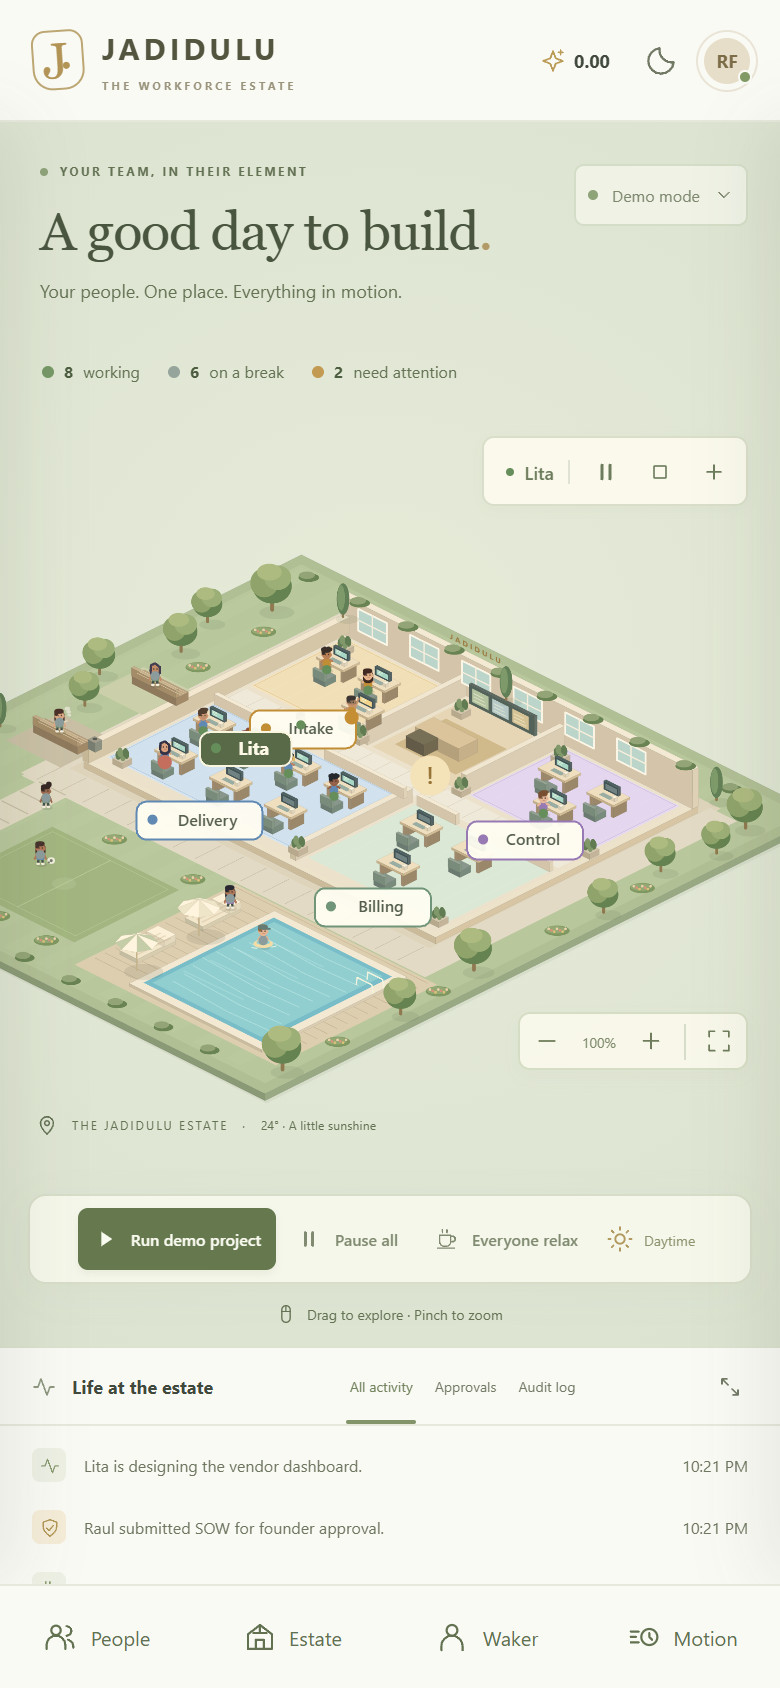 J.
JADIDULU
THE WORKFORCE ESTATE
0.00
RF
YOUR TEAM, IN THEIR ELEMENT
Demo mode
A good day to build.
Your people. One place. Everything in motion.
8 working
6 on a break
2 need attention
Lita
JADIDULU
Intake
Lita
!
Delivery
Control
Billing
100%
THE JADIDULU ESTATE · 24° · A little sunshine
Run demo project
Pause all
Everyone relax
Daytime
Drag to explore · Pinch to zoom
Life at the estate
All activity
Approvals
Audit log
Lita is designing the vendor dashboard.
10:21 PM
Raul submitted SOW for founder approval.
10:21 PM
People
Estate
Waker
Motion